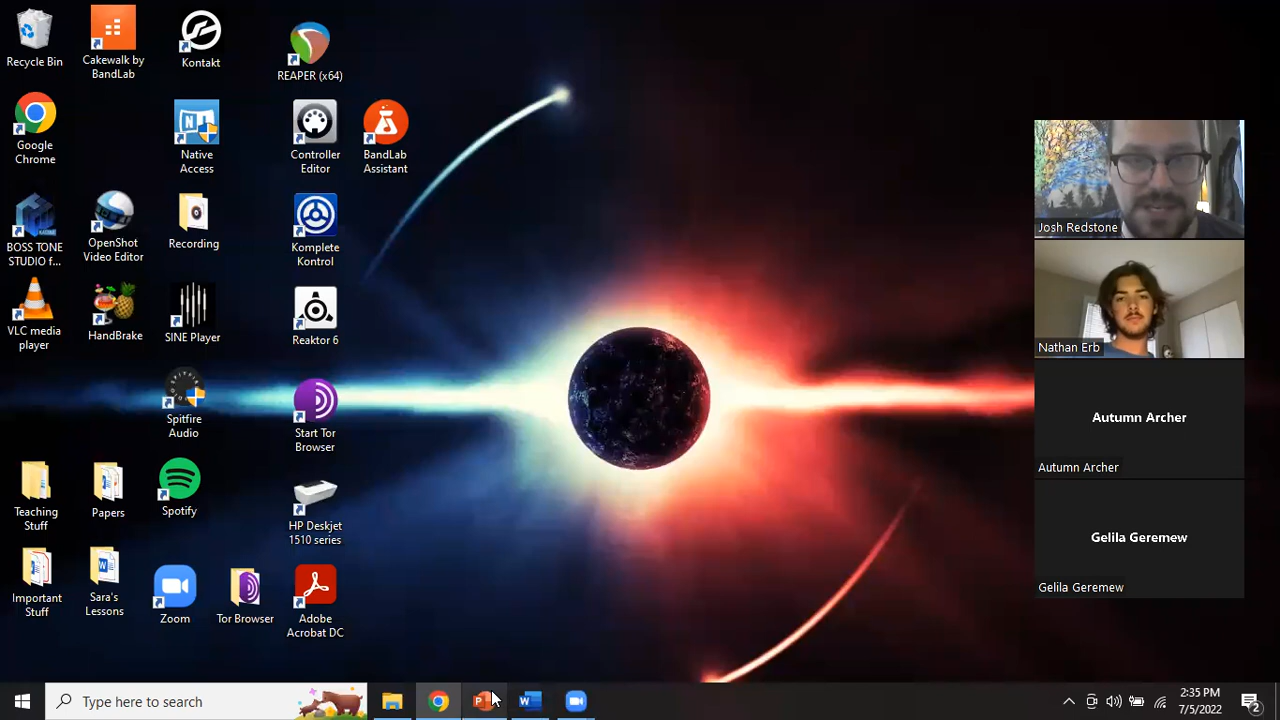 Recycle Bin
Cakewalk by
BandLab
Kontakt
REAPER (x64)
Google
Chrome
Native
Access
Controller
Editor
BandLab
Assistant
BOSS TONE
STUDIO f...
OpenShot
Video Editor
Recording
Komplete
Kontrol
VLC media
player
HandBrake
SINE Player
Reaktor 6
SPITFIRE
AUDIO
Spitfire
Audio
Start Tor
Browser
Teaching
Stuff
Papers
Spotify
HP Deskjet
1510 series
Important
Stuff
Sara's
Lessons
Zoom
Tor Browser
Adobe
Acrobat DC
Josh Redstone
Nathan Erb
Autumn Archer
Autumn Archer
Gelila Geremew
Gelila Geremew
Type here to search
2:35 PM
7/5/2022
2